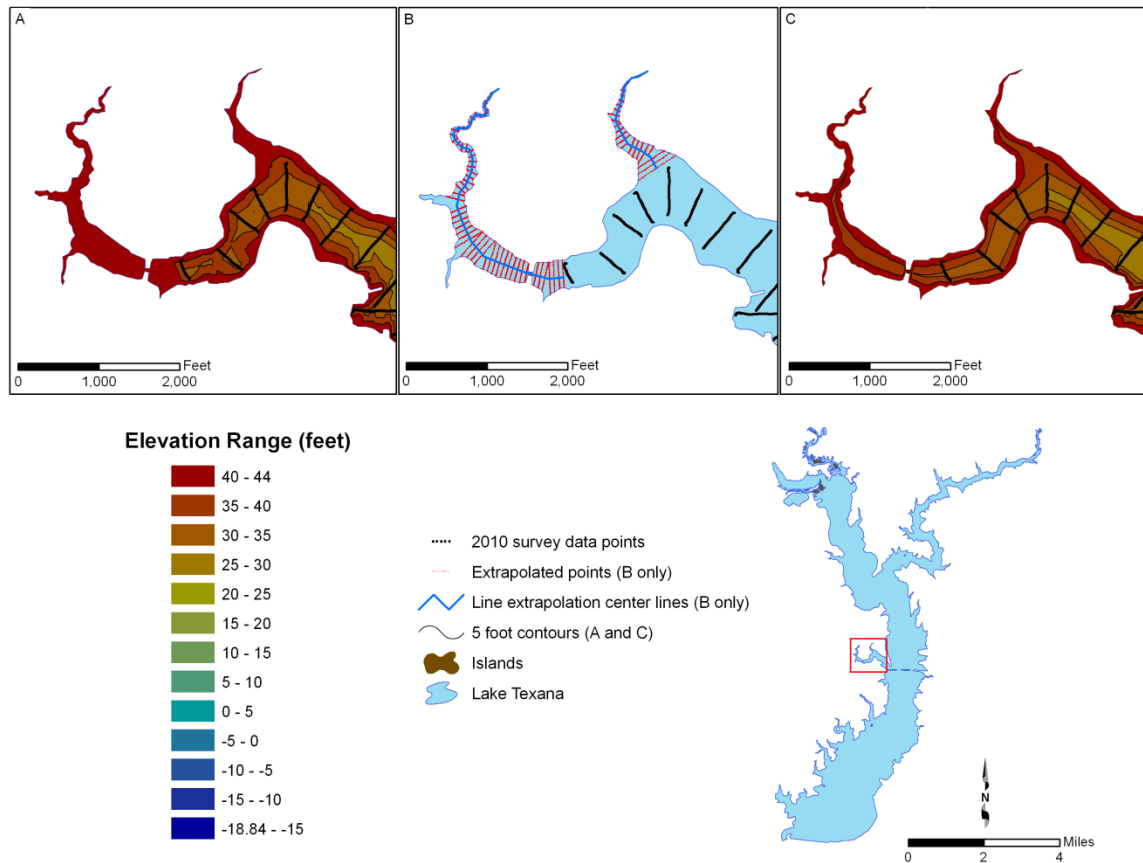 A
B
C
Feet
0 1,000 2,000
Feet
0 1,000 2,000
Feet
0 1,000 2,000
Elevation Range (feet)
40 - 44
35 - 40
30 - 35
25 - 30
20 - 25
15 - 20
10 - 15
5 - 10
0 - 5
-5 - 0
-10 - -5
-15 - -10
-18.84 - -15
2010 survey data points
Extrapolated points (B only)
Line extrapolation center lines (B only)
5 foot contours (A and C)
Islands
Lake Texana
N
Miles
0 2 4